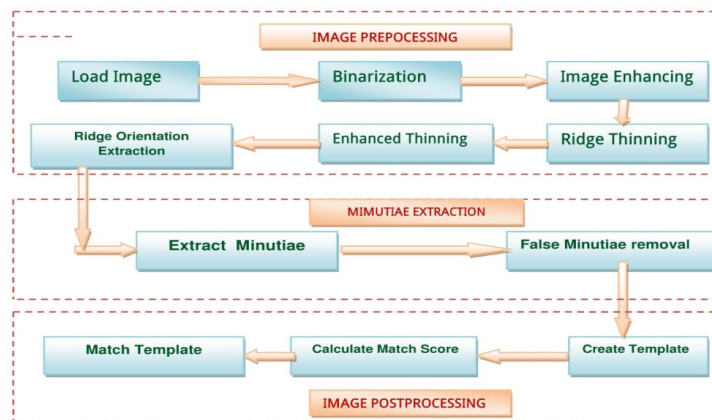 IMAGE PREPOCESSING
Load Image
Binarization
Image Enhancing
Ridge Orientation
Extraction
Enhanced Thinning
Ridge Thinning
MIMUTIAE EXTRACTION
Extract Minutiae
False Minutiae removal
Match Template
Calculate Match Score
Create Template
IMAGE POSTPROCESSING